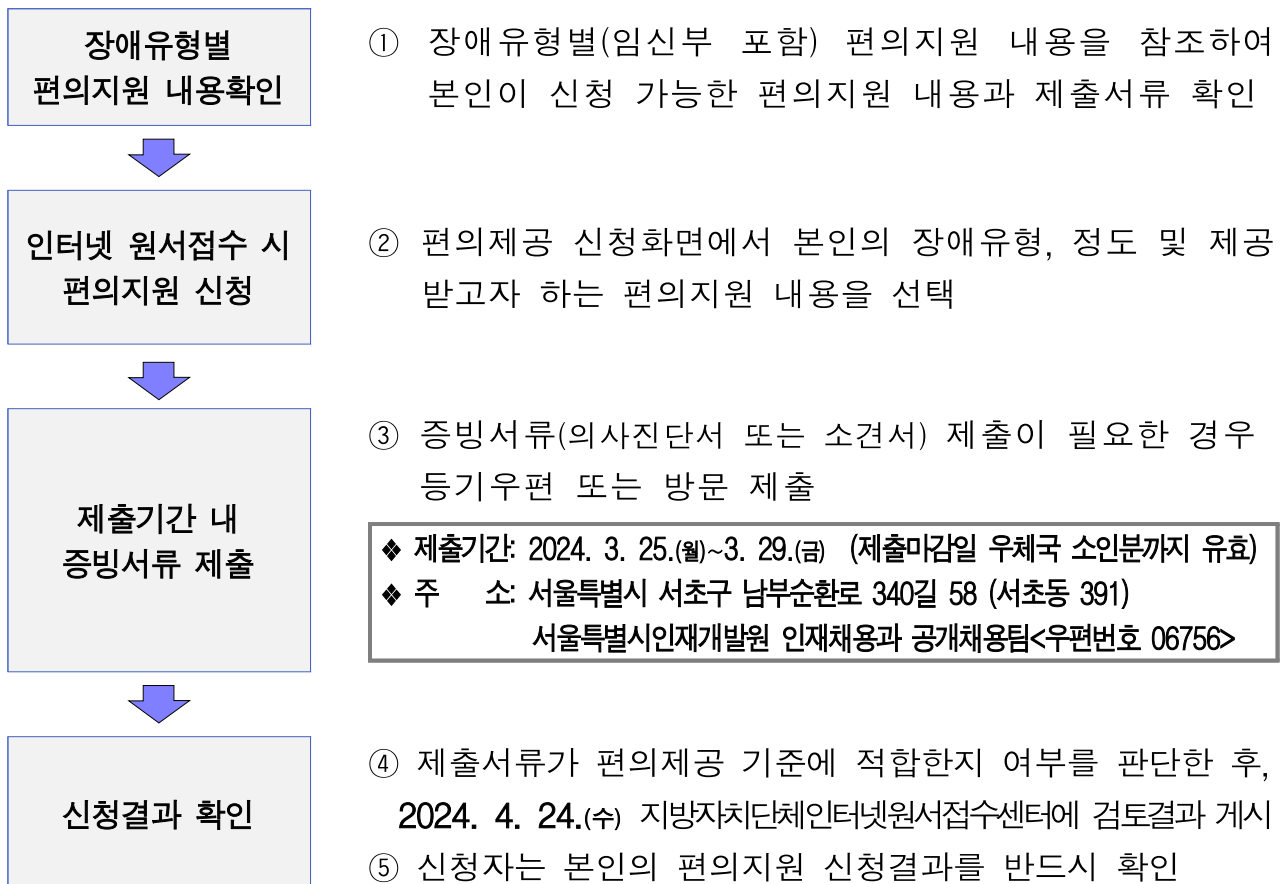 장애유형별
편의지원 내용확인
① 장애유형별(임신부 포함) 편의지원 내용을 참조하여
본인이 신청 가능한 편의지원 내용과 제출서류 확인
인터넷 원서접수 시
편의지원 신청
② 편의제공 신청화면에서 본인의 장애유형, 정도 및 제공
받고자 하는 편의지원 내용을 선택
제출기간 내
증빙서류 제출
③ 증빙서류(의사진단서 또는 소견서) 제출이 필요한 경우
등기우편 또는 방문 제출
❖ 제출기간: 2024. 3. 25.(월)~3. 29.(금) (제출마감일 우체국 소인분까지 유효)
❖ 주 소: 서울특별시 서초구 남부순환로 340길 58 (서초동 391)
서울특별시인재개발원 인재채용과 공개채용팀<우편번호 06756>
신청결과 확인
④ 제출서류가 편의제공 기준에 적합한지 여부를 판단한 후,
2024. 4. 24.(수) 지방자치단체인터넷원서접수센터에 검토결과 게시
⑤ 신청자는 본인의 편의지원 신청결과를 반드시 확인